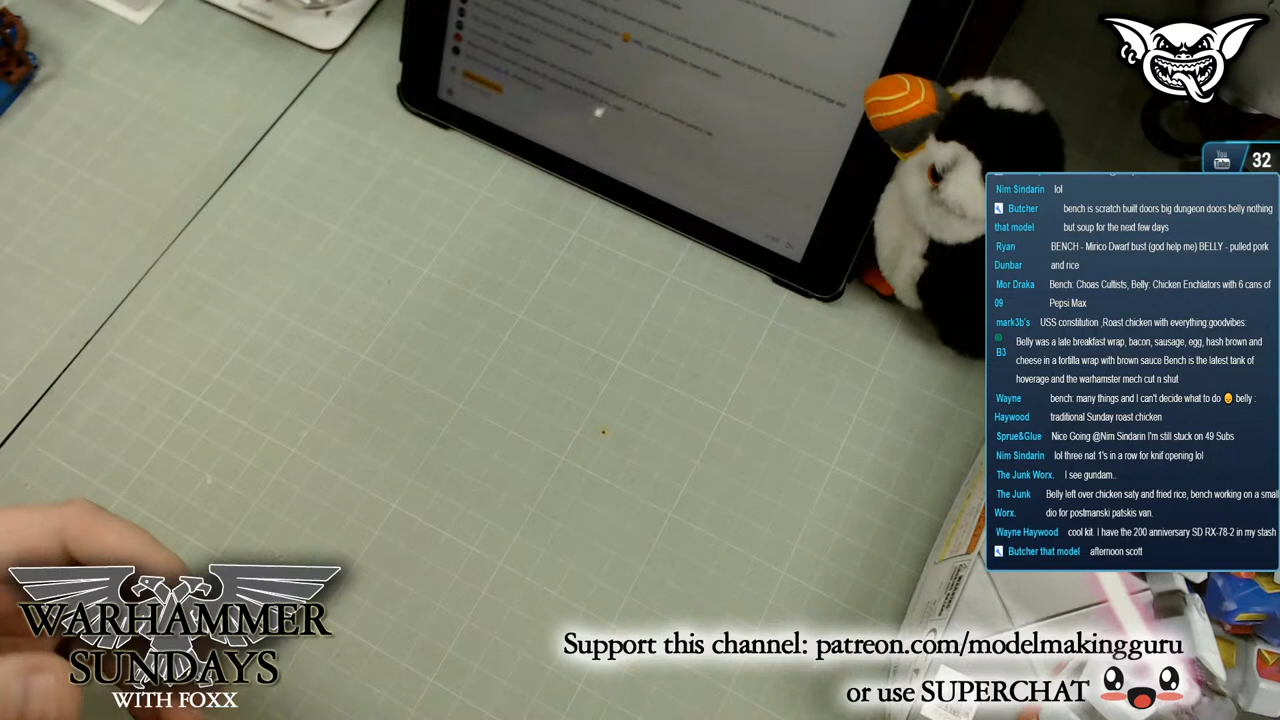 You
Tube
32
Nim Sindarin lol
Butcher bench is scratch built doors big dungeon doors belly nothing
that model but soup for the next few days
Ryan BENCH - Mirico Dwarf bust (god help me) BELLY - pulled pork
Dunbar and rice
Mor Draka Bench: Choas Cultists, Belly: Chicken Enchlators with 6 cans of
09 Pepsi Max
mark3b's USS constitution ,Roast chicken with everything:goodvibes:
Belly was a late breakfast wrap, bacon, sausage, egg, hash brown and
B3 cheese in a tortilla wrap with brown sauce Bench is the latest tank of
hoverage and the warhamster mech cut n shut
Wayne bench: many things and I can't decide what to do belly :
Haywood traditional Sunday roast chicken
Sprue&Glue Nice Going @Nim Sindarin I'm still stuck on 49 Subs
Nim Sindarin lol three nat 1's in a row for knif opening lol
The Junk Worx. I see gundam..
The Junk Belly left over chicken saty and fried rice, bench working on a small
Worx. dio for postmanski patskis van.
Wayne Haywood cool kit. I have the 200 anniversary SD RX-78-2 in my stash
Butcher that model afternoon scott
WARHAMMER
SUNDAYS
WITH FOXX
Support this channel: patreon.com/modelmakingguru
or use SUPERCHAT